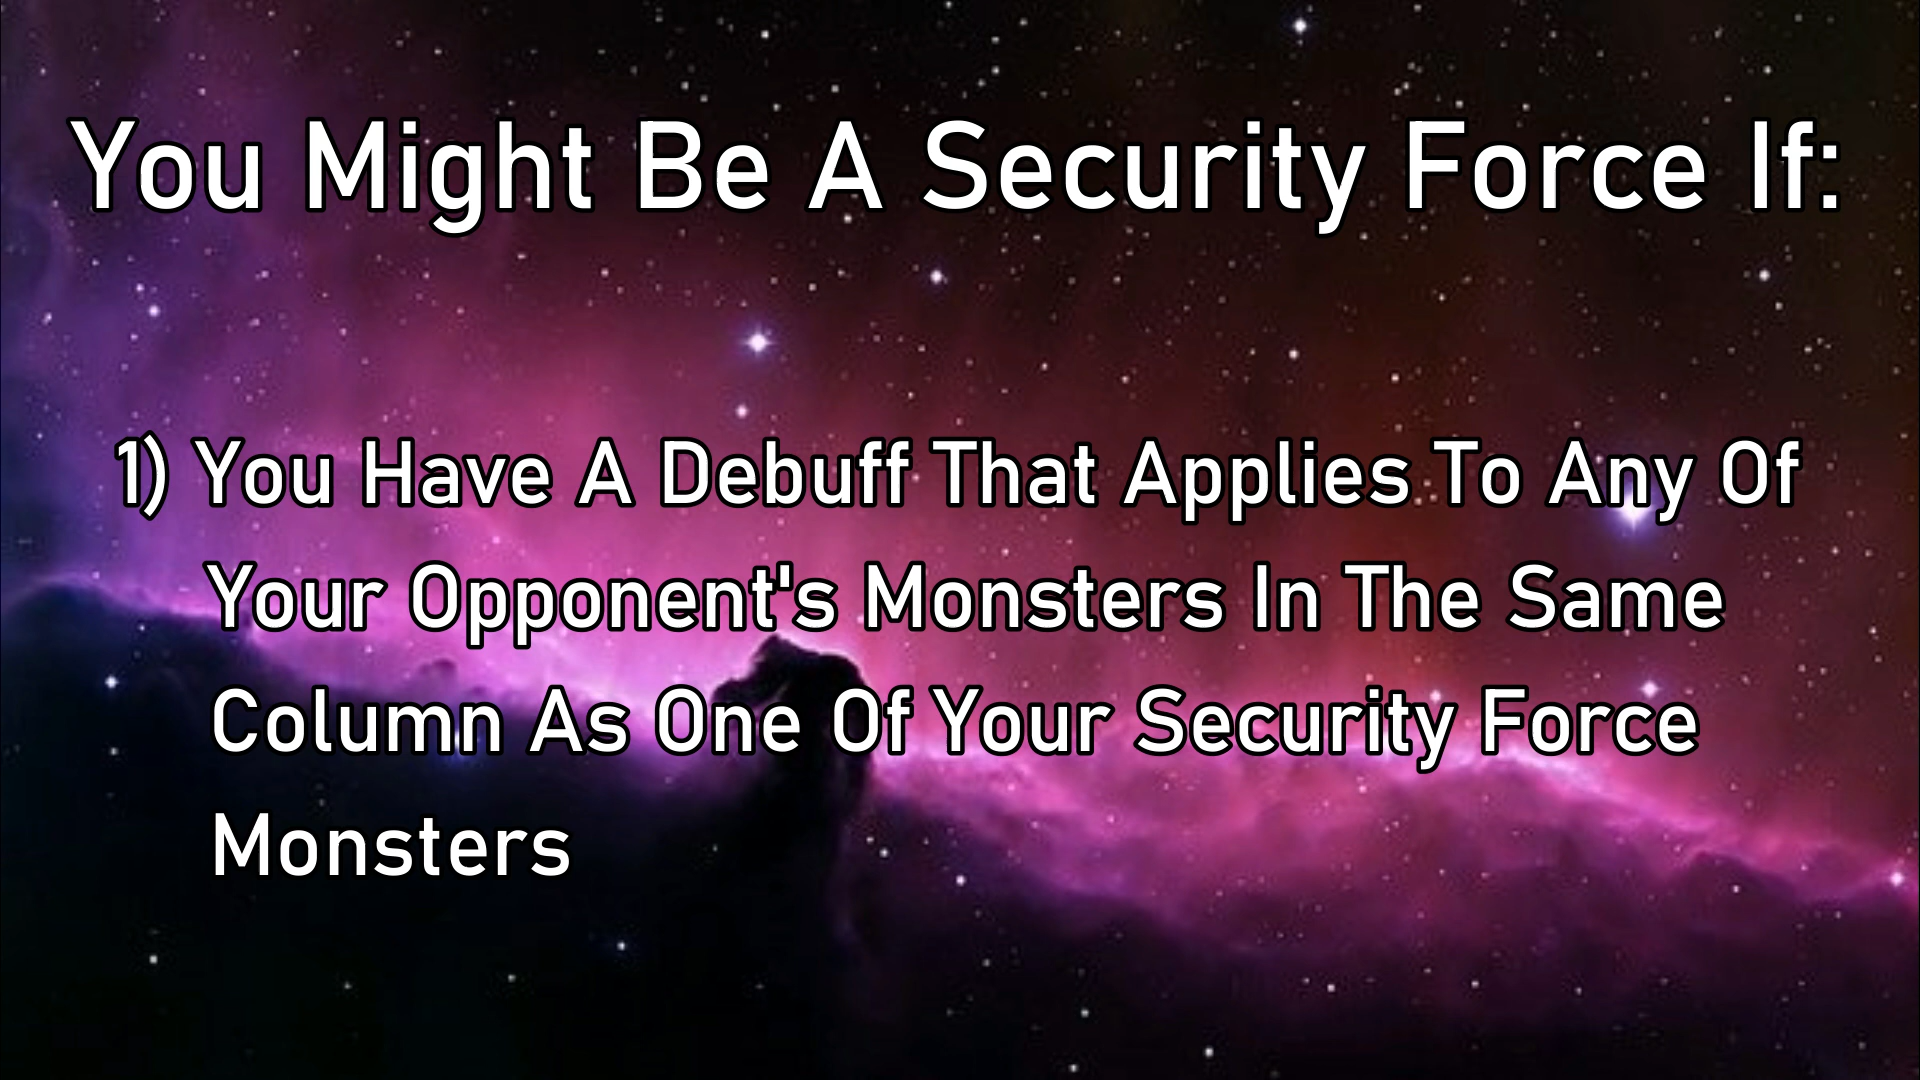 You Might Be A Security Force If:
1) You Have A Debuff That Applies To Any Of
Your Opponent's Monsters In The Same
Column As One Of Your Security Force
Monsters